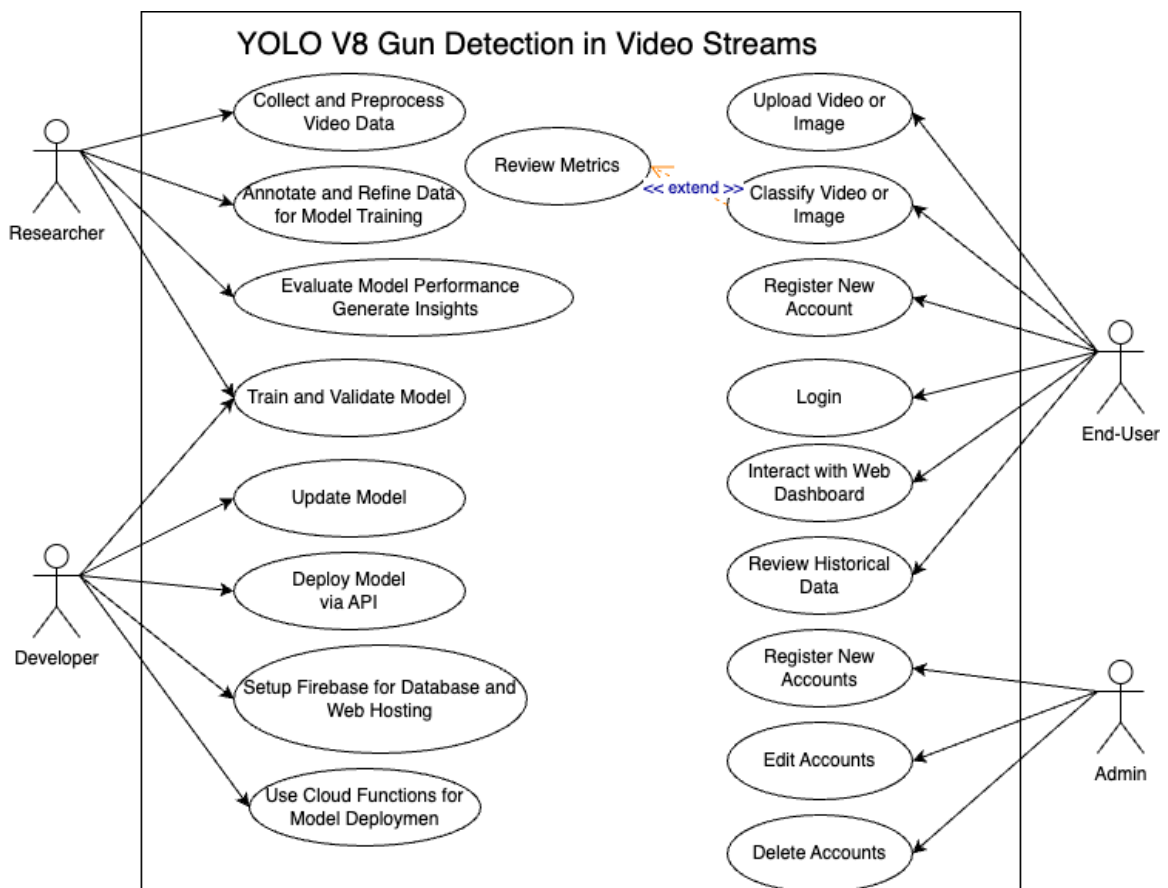 YOLO V8 Gun Detection in Video Streams
Collect and Preprocess
Video Data
Annotate and Refine Data
for Model Training
Evaluate Model Performance
Generate Insights
Train and Validate Model
Update Model
Deploy Model
via API
Setup Firebase for Database and
Web Hosting
Use Cloud Functions for
Model Deploymen
Researcher
Developer
Review Metrics
<< extend >>
Upload Video or
Image
Classify Video or
Image
Register New
Account
Login
Interact with Web
Dashboard
Review Historical
Data
Register New
Accounts
Edit Accounts
Delete Accounts
End-User
Admin